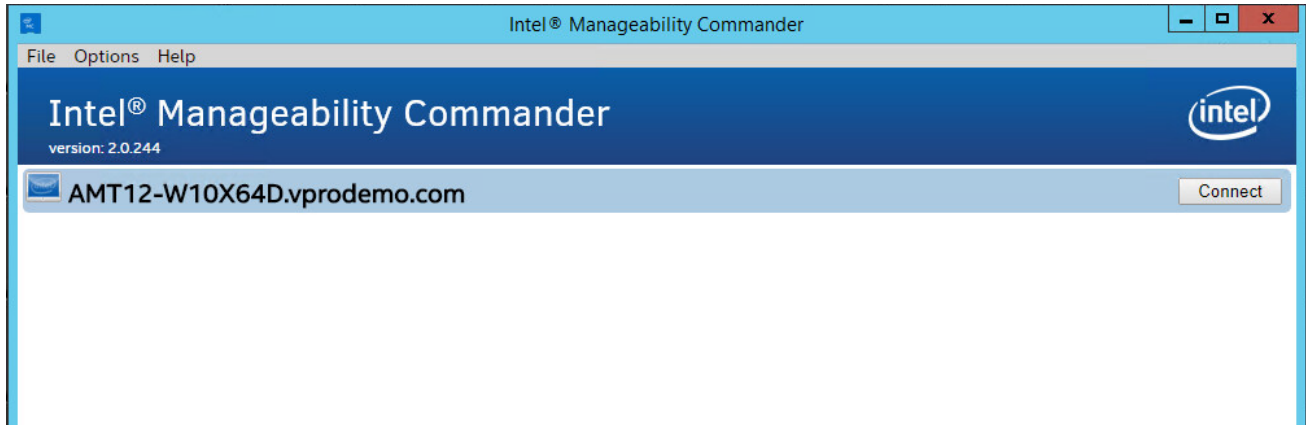 Intel® Manageability Commander
File Options Help
Intel® Manageability Commander
version: 2.0.244
intel
AMT12-W10X64D.vprodemo.com
Connect